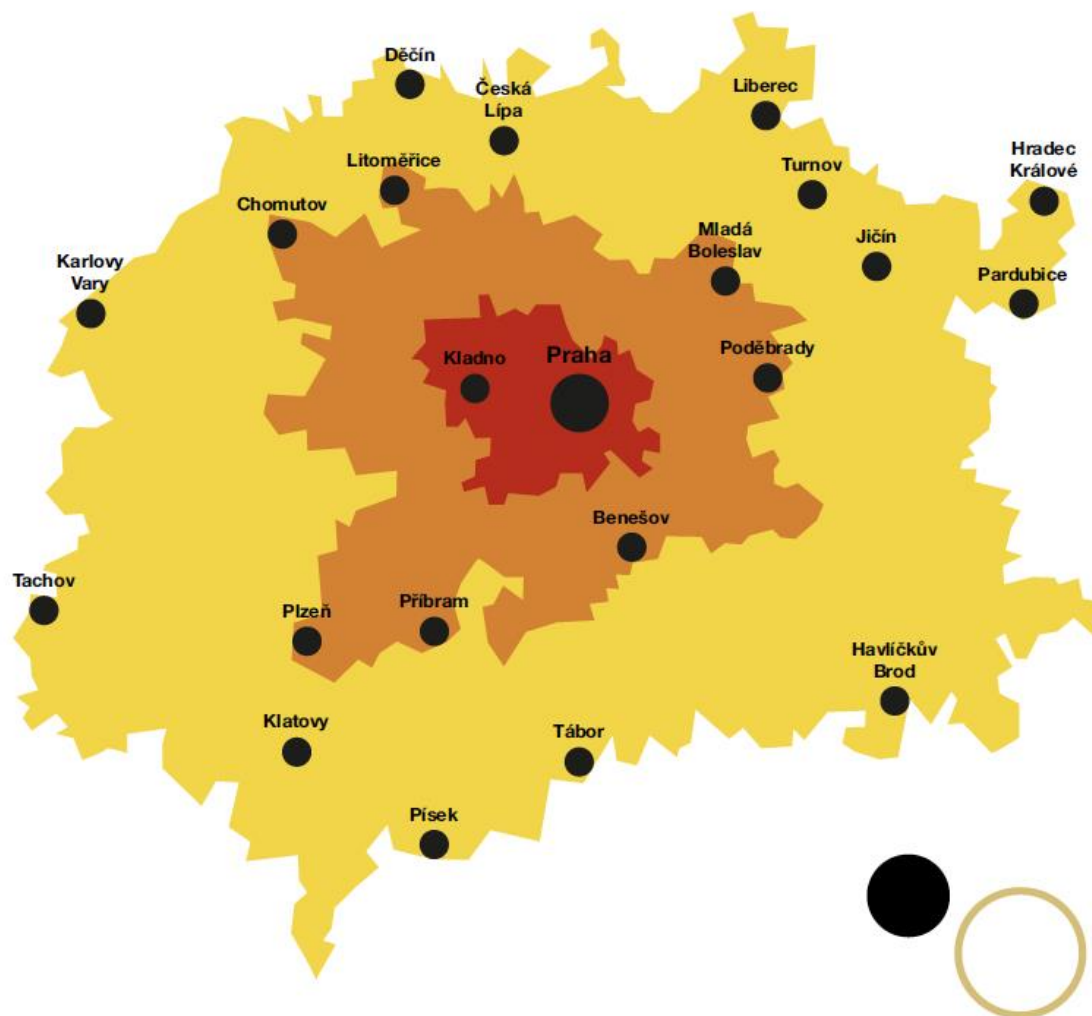 Děčín
Česká
Lípa
Liberec
Hradec
Králové
Litoměřice
Turnov
Chomutov
Mladá
Boleslav
Jičín
Karlovy
Vary
Pardubice
Kladno
Praha
Poděbrady
Benešov
Tachov
Plzeň
Příbram
Havlíčkův
Brod
Klatovy
Tábor
Písek